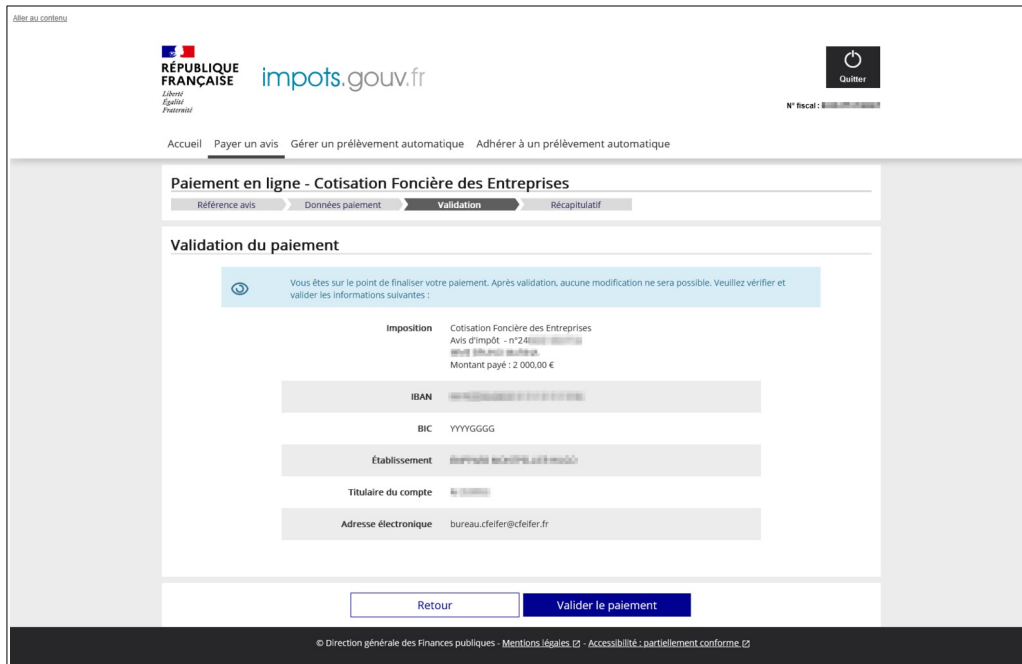 Aller au contenu
RÉPUBLIQUE
FRANÇAISE
Liberté
Égalité
Fraternité
impots.gouv.fr
Quitter
N° fiscal :
Accueil Payer un avis Gérer un prélèvement automatique Adhérer à un prélèvement automatique
Paiement en ligne - Cotisation Foncière des Entreprises
Référence avis Données paiement Validation Récapitulatif
Validation du paiement
Vous êtes sur le point de finaliser votre paiement. Après validation, aucune modification ne sera possible. Veuillez vérifier et
valider les informations suivantes :
Imposition Cotisation Foncière des Entreprises
Avis d'impôt - n°24
Montant payé : 2 000,00 €
IBAN
BIC YYYYGGGG
Établissement
Titulaire du compte
Adresse électronique bureau.cfeifer@cfeifer.fr
Retour Valider le paiement
© Direction générale des Finances publiques - Mentions légales - Accessibilité : partiellement conforme